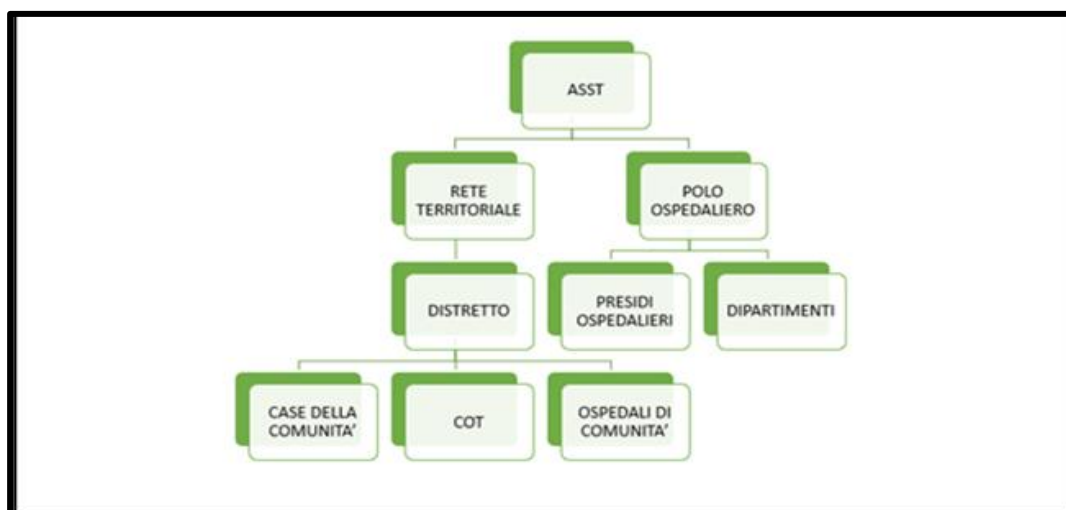 ASST
RETE
TERRITORIALE
POLO
OSPEDALIERO
DISTRETTO
PRESIDI
OSPEDALIERI
DIPARTIMENTI
CASE DELLA
COMUNITA’
COT
OSPEDALI DI
COMUNITA’